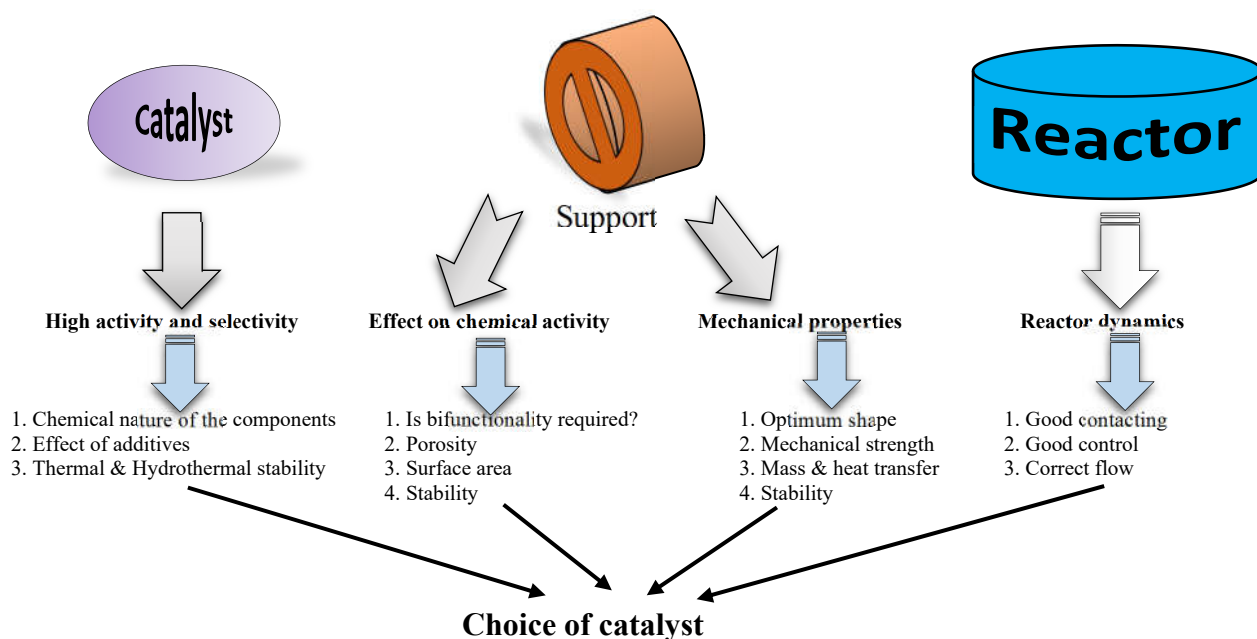 Catalyst
Support
Reactor
High activity and selectivity
1. Chemical nature of the components
2. Effect of additives
3. Thermal & Hydrothermal stability
Effect on chemical activity
1. Is bifunctionality required?
2. Porosity
3. Surface area
4. Stability
Mechanical properties
1. Optimum shape
2. Mechanical strength
3. Mass & heat transfer
4. Stability
Reactor dynamics
1. Good contacting
2. Good control
3. Correct flow
Choice of catalyst